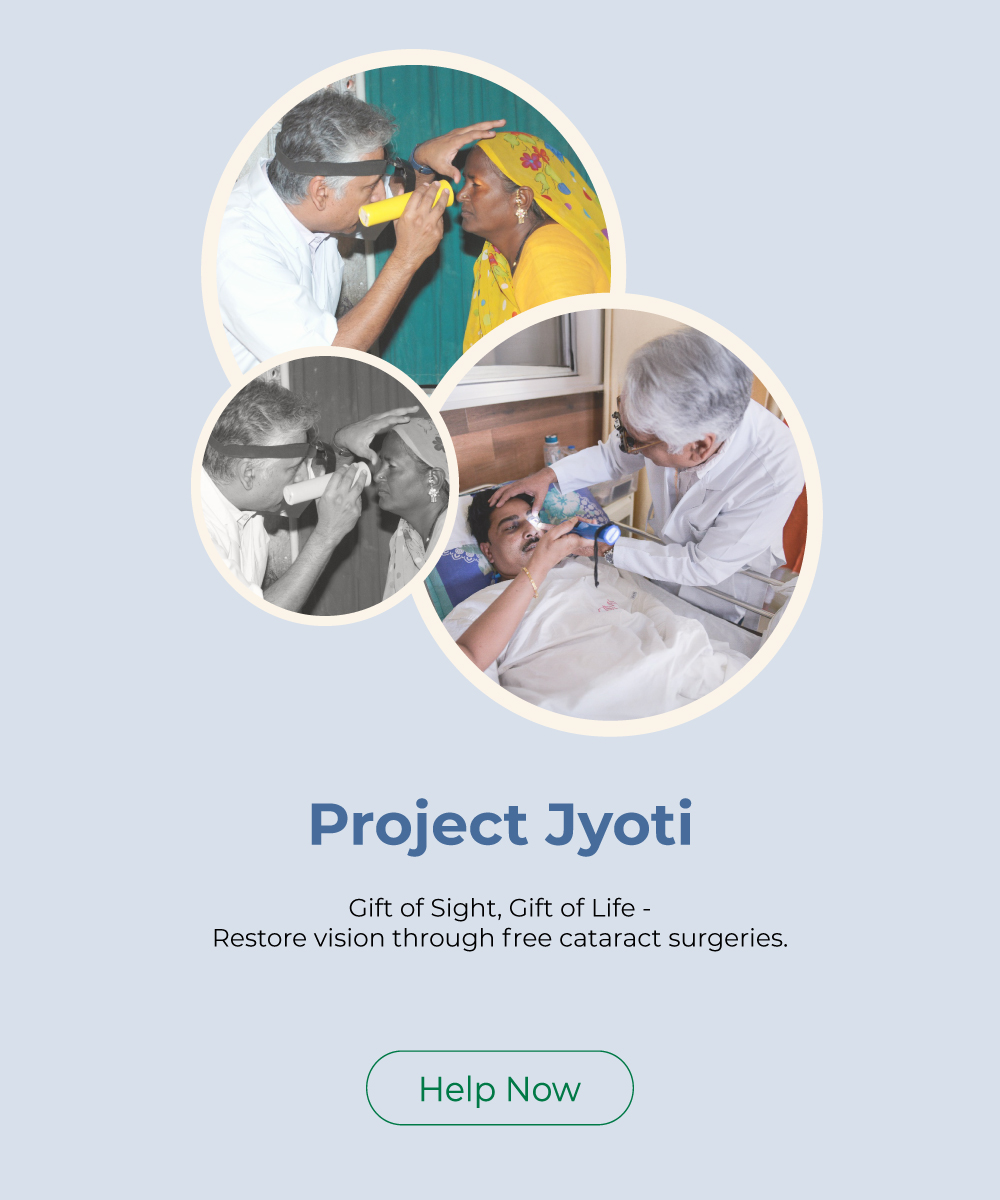 Project Jyoti
Gift of Sight, Gift of Life -
Restore vision through free cataract surgeries.
Help Now